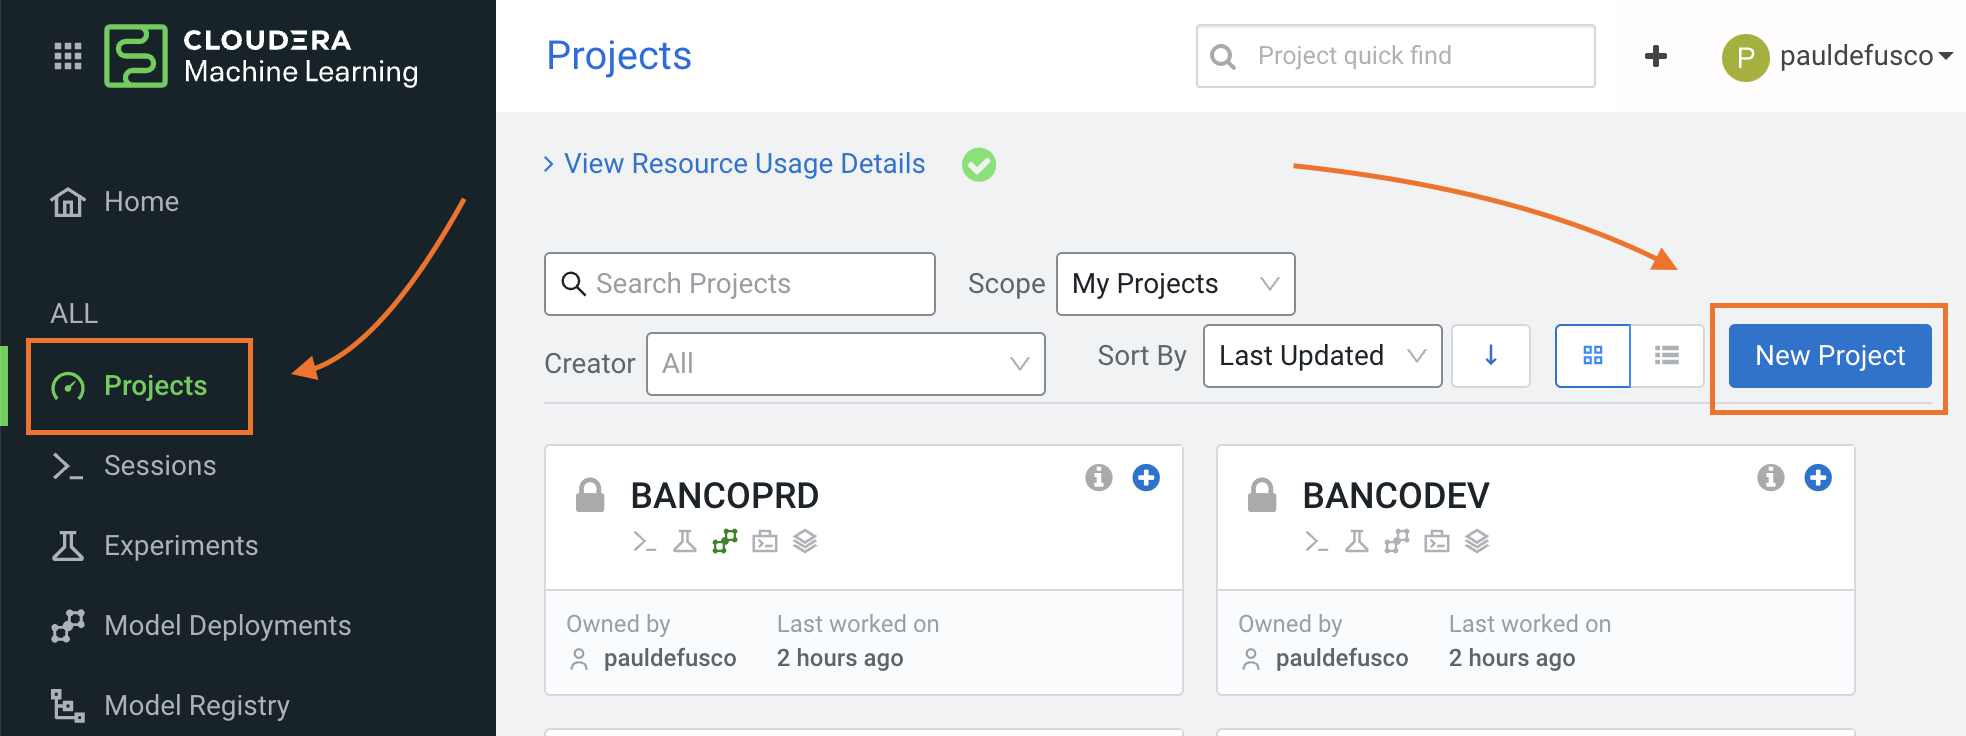 CLOUDERA
Machine Learning
Home
ALL
Projects
Sessions
Experiments
Model Deployments
Model Registry
Projects
Project quick find
P
pauldefusco
View Resource Usage Details
Search Projects
Scope
My Projects
Creator
All
Sort By
Last Updated
New Project
BANCOPRD
Owned by
Last worked on
pauldefusco
2 hours ago
BANCODEV
Owned by
Last worked on
pauldefusco
2 hours ago